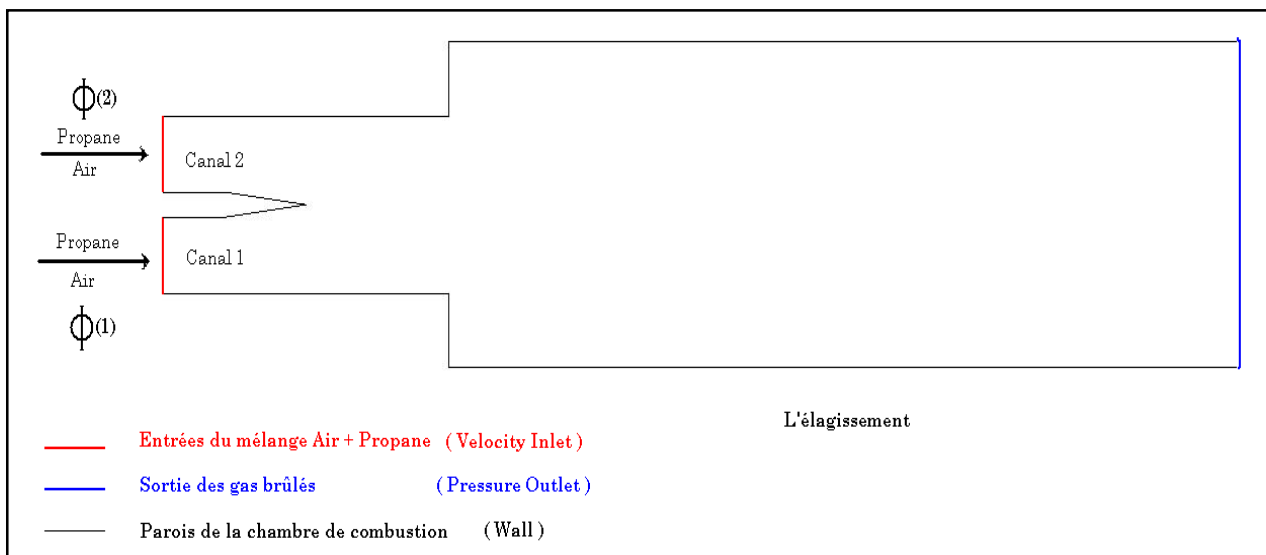 Φ(2)
Propane
Air
Canal 2
Propane
Air
Canal 1
Φ(1)
L'élagissement
Entrées du mélange Air + Propane ( Velocity Inlet )
Sortie des gas brûlés ( Pressure Outlet )
Parois de la chambre de combustion ( Wall )